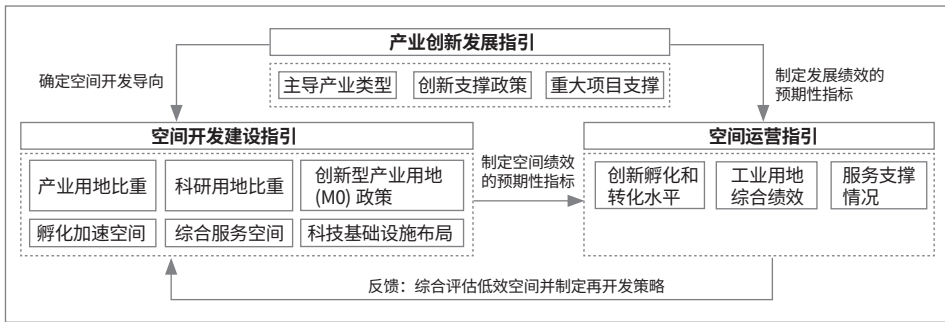 产业创新发展指引
确定空间开发导向
主导产业类型
创新支撑政策
重大项目支撑
制定发展绩效的
预期性指标
空间开发建设指引
空间运营指引
产业用地比重
科研用地比重
创新型产业用地
(M0) 政策
孵化加速空间
综合服务空间
科技基础设施布局
制定空间绩效
的预期性指标
创新孵化和
转化水平
工业用地
综合绩效
服务支撑
情况
反馈：综合评估低效空间并制定再开发策略